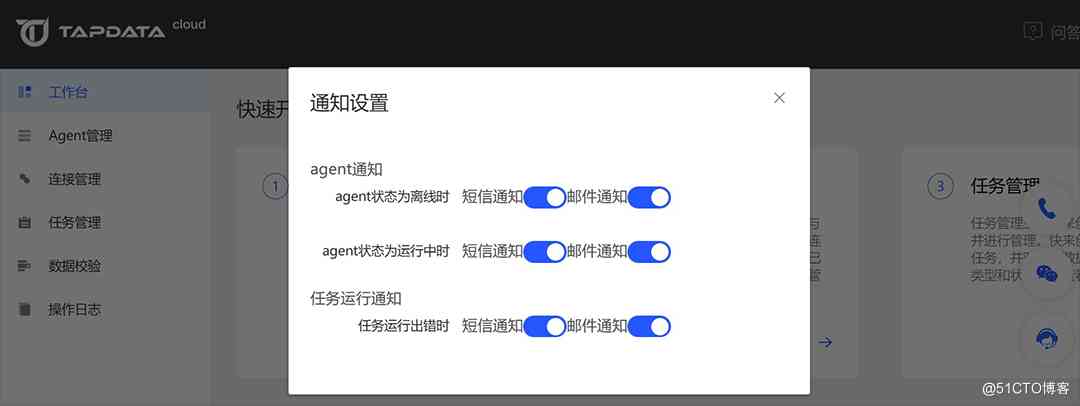 TAPDATA cloud
问答
工作台
Agent管理
连接管理
任务管理
数据校验
操作日志
快速开
1
通知设置
agent通知
agent状态为离线时 短信通知 邮件通知
agent状态为运行中时 短信通知 邮件通知
任务运行通知
任务运行出错时 短信通知 邮件通知
与
连
已
3 任务管理
任务管理
并进行管理。快来
任务，并
类型和状
@51CTO博客